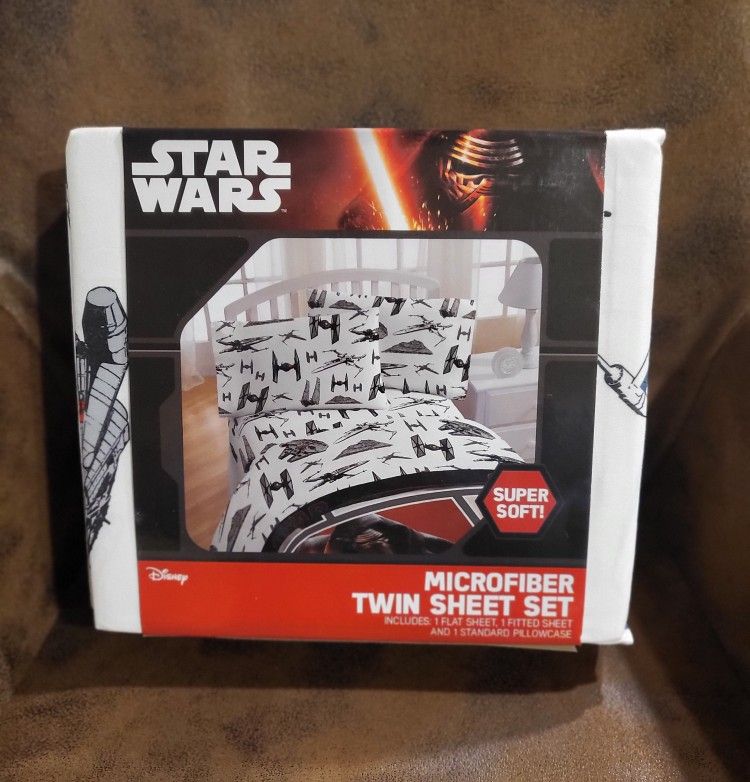 STAR
WARS
TM
SUPER
SOFT!
Disney
MICROFIBER
TWIN SHEET SET
INCLUDES: 1 FLAT SHEET, 1 FITTED SHEET
AND 1 STANDARD PILLOWCASE